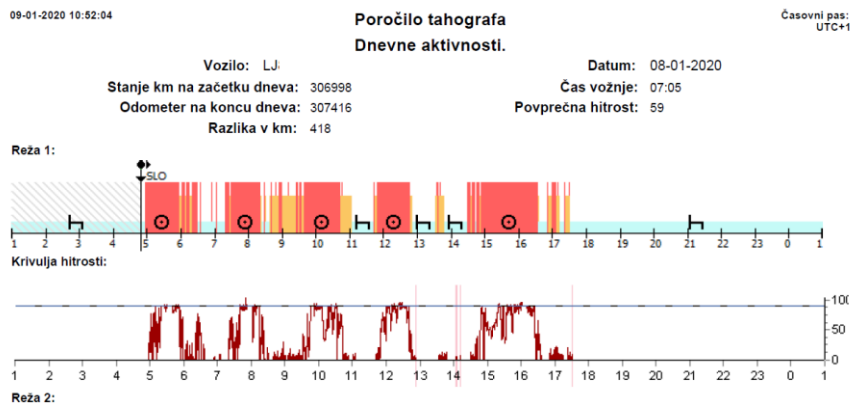 09-01-2020 10:52:04
Poročilo tahografa
Dnevne aktivnosti.
Časovni pas:
UTC+1
Vozilo: LJ
Datum: 08-01-2020
Stanje km na začetku dneva: 306998
Čas vožnje: 07:05
Odometer na koncu dneva: 307416
Povprečna hitrost: 59
Razlika v km: 418
Reža 1:
SLO
1 2 3 4 5 6 7 8 9 10 11 12 13 14 15 16 17 18 19 20 21 22 23 0 1
Krivulja hitrosti:
100
50
0
1 2 3 4 5 6 7 8 9 10 11 12 13 14 15 16 17 18 19 20 21 22 23 0 1
Reža 2: